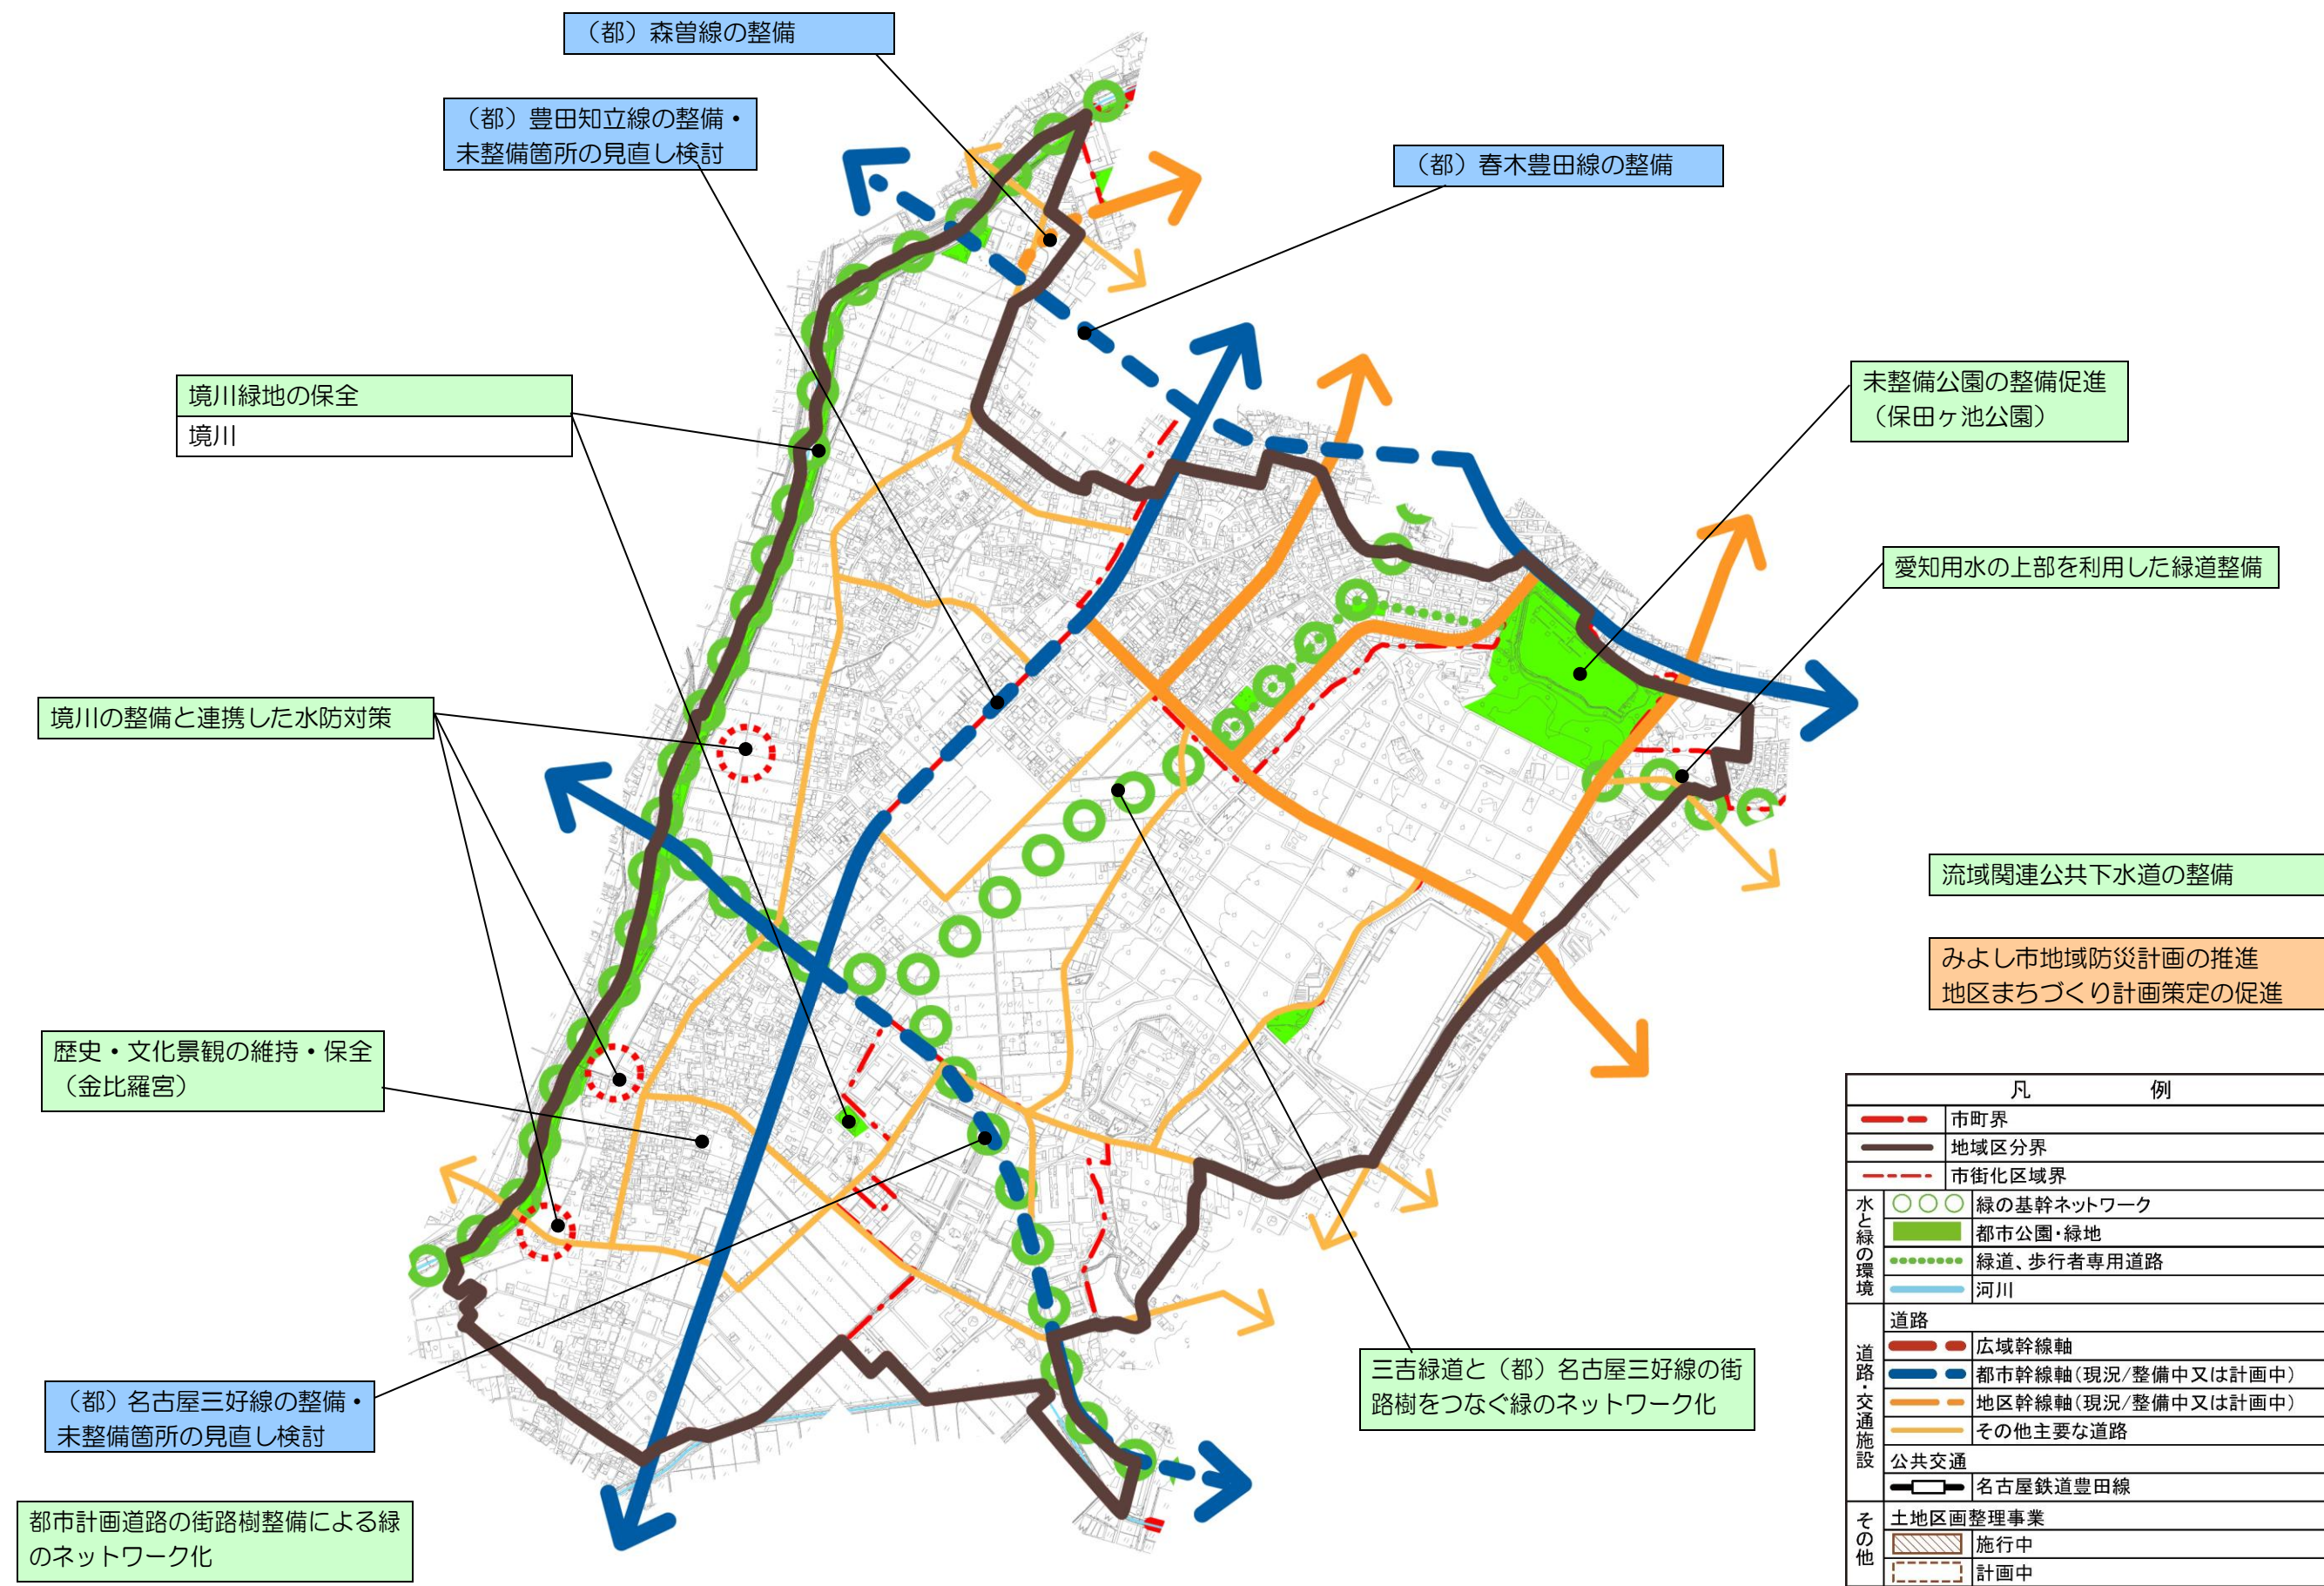 （都）森曽線の整備
（都）豊田知立線の整備・
未整備箇所の見直し検討
（都）春木豊田線の整備
境川緑地の保全
境川
未整備公園の整備促進
（保田ヶ池公園）
愛知用水の上部を利用した緑道整備
境川の整備と連携した水防対策
流域関連公共下水道の整備
みよし市地域防災計画の推進
地区まちづくり計画策定の促進
歴史・文化景観の維持・保全
（金比羅宮）
三吉緑道と（都）名古屋三好線の街
路樹をつなぐ緑のネットワーク化
（都）名古屋三好線の整備・
未整備箇所の見直し検討
都市計画道路の街路樹整備による緑
のネットワーク化
凡 例
市町界
地域区分界
市街化区域界
水と緑の環境
緑の基幹ネットワーク
都市公園・緑地
緑道、歩行者専用道路
河川
道路・交通施設
道路
広域幹線軸
都市幹線軸(現況/整備中又は計画中)
地区幹線軸(現況/整備中又は計画中)
その他主要な道路
公共交通
名古屋鉄道豊田線
その他
土地区画整理事業
施行中
計画中